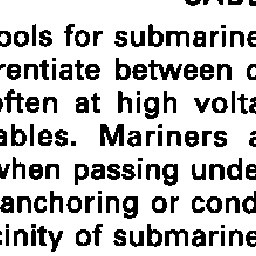 ools for submarine
rentiate between
often at high volta
ables. Mariners
when passing unde
anchoring or cond
cinity of submarine